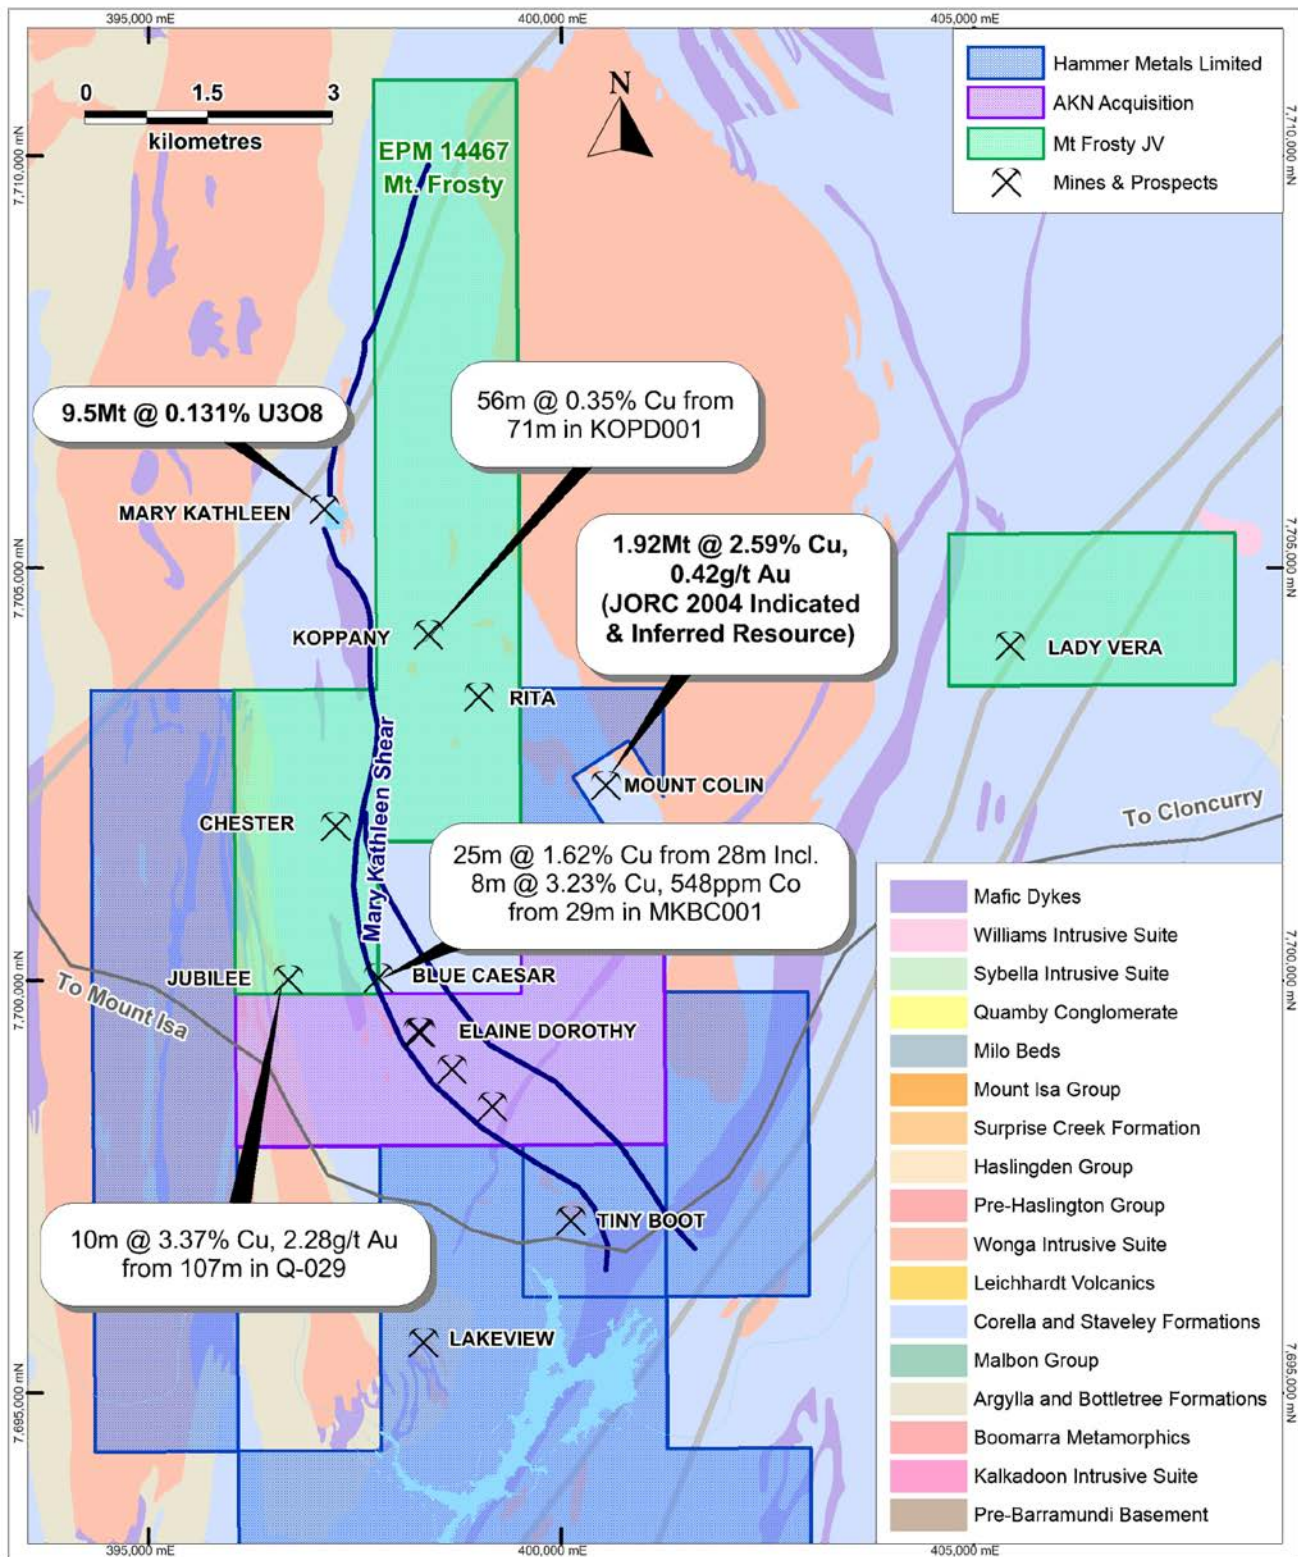 395,000 mE
400,000 mE
405,000 mE
0 1.5 3
kilometres
N
Hammer Metals Limited
AKN Acquisition
Mt Frosty JV
Mines & Prospects
7,710,000 mN
7,710,000 mN
EPM 14467
Mt. Frosty
9.5Mt @ 0.131% U3O8
56m @ 0.35% Cu from
71m in KOPD001
MARY KATHLEEN
1.92Mt @ 2.59% Cu,
0.42g/t Au
(JORC 2004 Indicated
& Inferred Resource)
7,705,000 mN
7,705,000 mN
KOPPANY
LADY VERA
RITA
Mary Kathleen Shear
MOUNT COLIN
CHESTER
To Cloncurry
25m @ 1.62% Cu from 28m Incl.
8m @ 3.23% Cu, 548ppm Co
from 29m in MKBC001
JUBILEE
BLUE CAESAR
To Mount Isa
7,700,000 mN
7,700,000 mN
ELAINE DOROTHY
TINY BOOT
10m @ 3.37% Cu, 2.28g/t Au
from 107m in Q-029
LAKEVIEW
7,695,000 mN
7,695,000 mN
Mafic Dykes
Williams Intrusive Suite
Sybella Intrusive Suite
Quamby Conglomerate
Milo Beds
Mount Isa Group
Surprise Creek Formation
Haslingden Group
Pre-Haslington Group
Wonga Intrusive Suite
Leichhardt Volcanics
Corella and Staveley Formations
Malbon Group
Argylla and Bottletree Formations
Boomarra Metamorphics
Kalkadoon Intrusive Suite
Pre-Barramundi Basement
395,000 mE
400,000 mE
405,000 mE